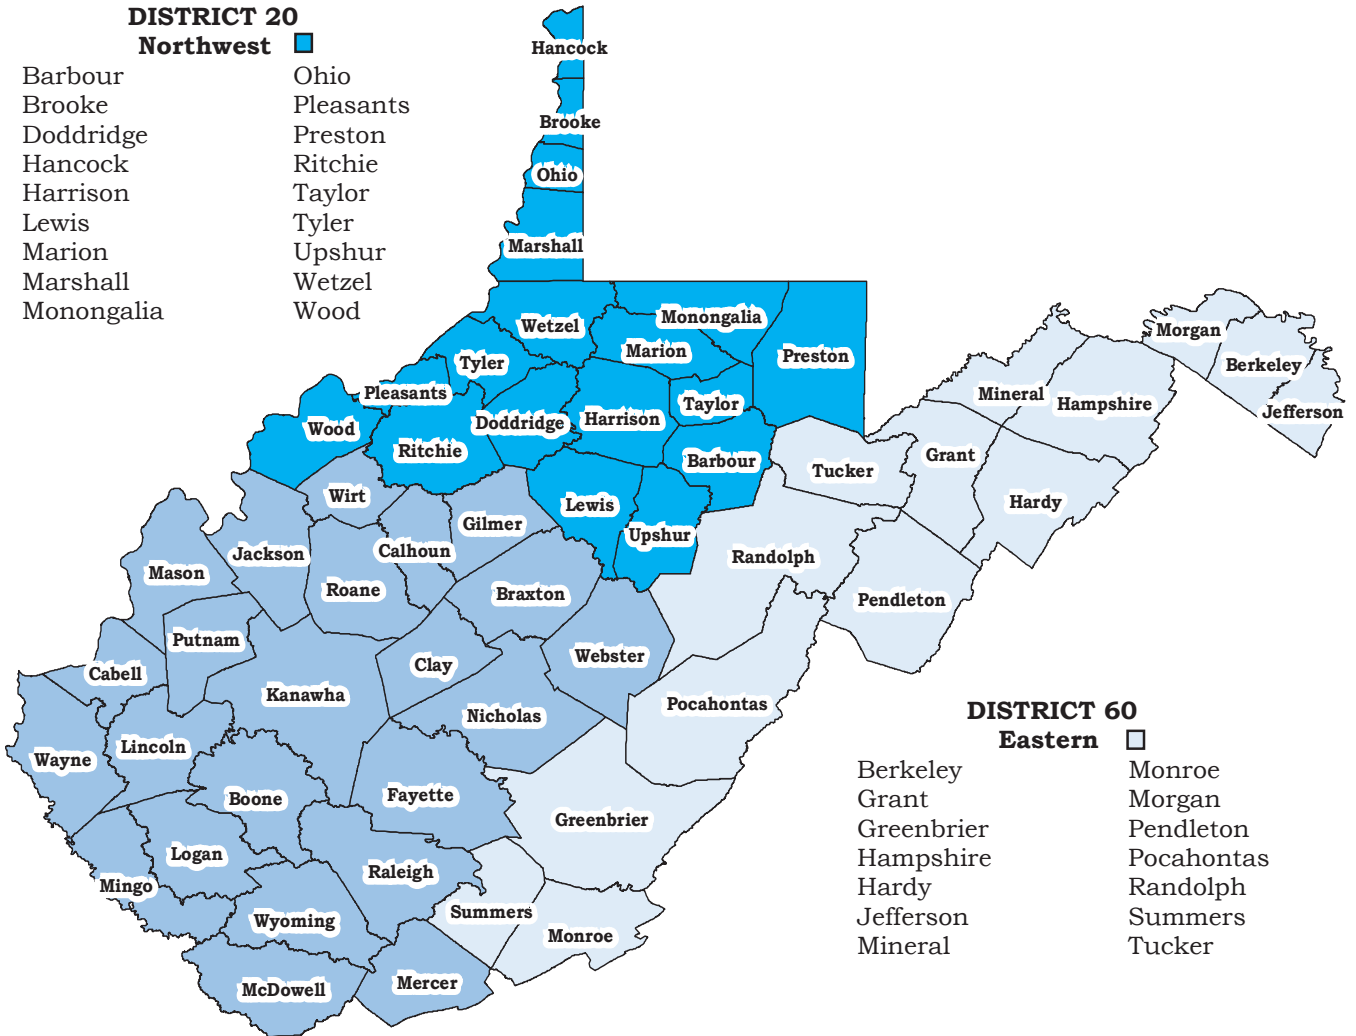 DISTRICT 20
Northwest
Barbour
Brooke
Doddridge
Hancock
Harrison
Lewis
Marion
Marshall
Monongalia
Ohio
Pleasants
Preston
Ritchie
Taylor
Tyler
Upshur
Wetzel
Wood
Hancock
Brooke
Ohio
Marshall
Wetzel
Monongalia
Marion
Preston
Tyler
Pleasants
Wood
Ritchie
Doddridge
Harrison
Taylor
Barbour
Lewis
Upshur
Morgan
Berkeley
Jefferson
Mineral
Hampshire
Grant
Hardy
Tucker
Randolph
Pendleton
Pocahontas
Wirt
Gilmer
Calhoun
Jackson
Roane
Mason
Braxton
Putnam
Clay
Webster
Cabell
Kanawha
Nicholas
Wayne
Lincoln
Boone
Fayette
Greenbrier
Logan
Raleigh
Mingo
Wyoming
Summers
Monroe
McDowell
Mercer
DISTRICT 60
Eastern
Berkeley
Grant
Greenbrier
Hampshire
Hardy
Jefferson
Mineral
Monroe
Morgan
Pendleton
Pocahontas
Randolph
Summers
Tucker